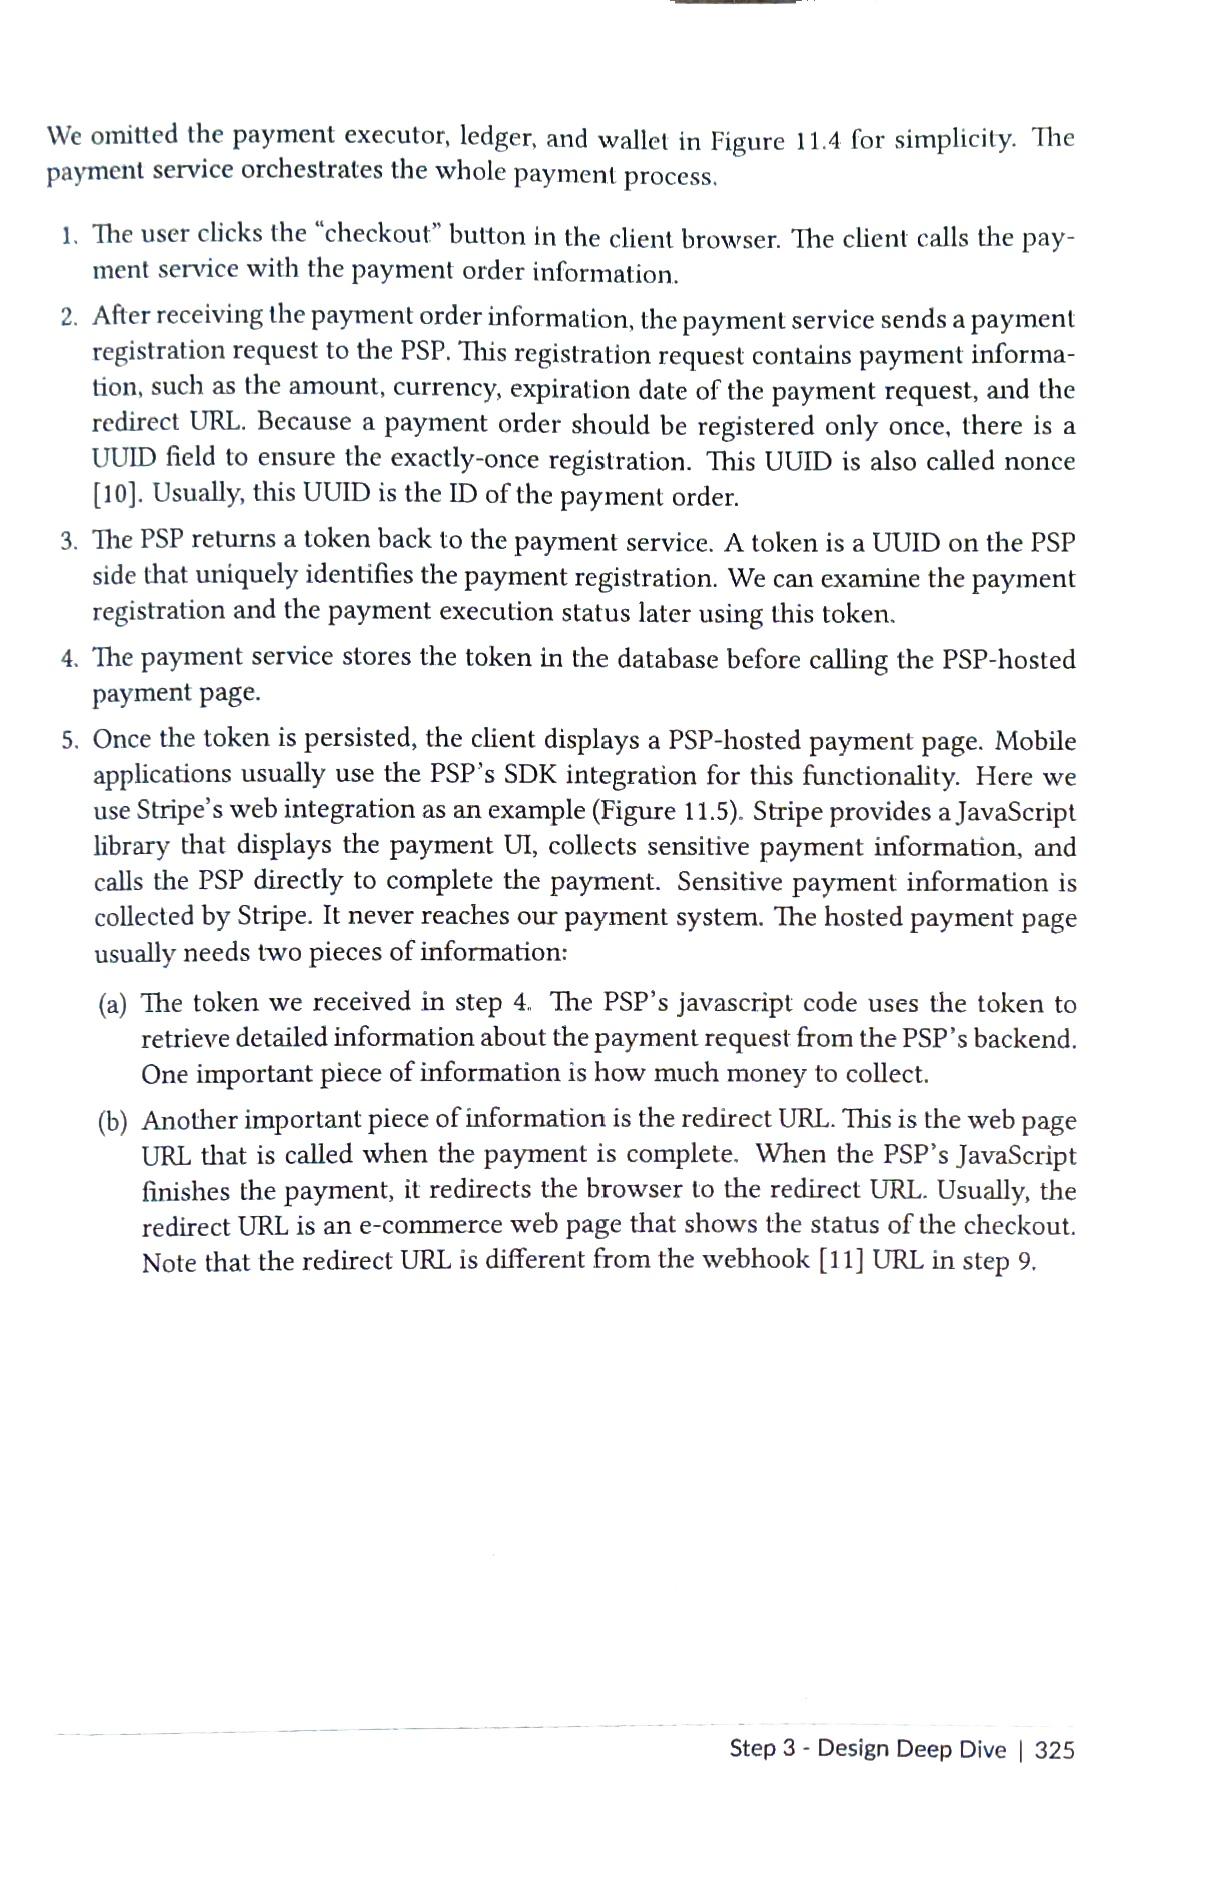 We omitted the payment executor, ledger, and wallet in Figure 11.4 for simplicity. The
payment service orchestrates the whole payment process.
1. The user clicks the “checkout” button in the client browser. The client calls the pay-
ment service with the payment order information.
2. After receiving the payment order information, the payment service sends a payment
registration request to the PSP. This registration request contains payment informa-
tion, such as the amount, currency, expiration date of the payment request, and the
redirect URL. Because a payment order should be registered only once, there is a
UUID field to ensure the exactly-once registration. This UUID is also called nonce
[10]. Usually, this UUID is the ID of the payment order.
3. The PSP returns a token back to the payment service. A token is a UUID on the PSP
side that uniquely identifies the payment registration. We can examine the payment
registration and the payment execution status later using this token.
4. The payment service stores the token in the database before calling the PSP-hosted
payment page.
5. Once the token is persisted, the client displays a PSP-hosted payment page. Mobile
applications usually use the PSP’s SDK integration for this functionality. Here we
use Stripe’s web integration as an example (Figure 11.5). Stripe provides a JavaScript
library that displays the payment UI, collects sensitive payment information, and
calls the PSP directly to complete the payment. Sensitive payment information is
collected by Stripe. It never reaches our payment system. The hosted payment page
usually needs two pieces of information:
(a) The token we received in step 4. The PSP’s javascript code uses the token to
retrieve detailed information about the payment request from the PSP’s backend.
One important piece of information is how much money to collect.
(b) Another important piece of information is the redirect URL. This is the web page
URL that is called when the payment is complete. When the PSP’s JavaScript
finishes the payment, it redirects the browser to the redirect URL. Usually, the
redirect URL is an e-commerce web page that shows the status of the checkout.
Note that the redirect URL is different from the webhook [11] URL in step 9.
Step 3 - Design Deep Dive | 325